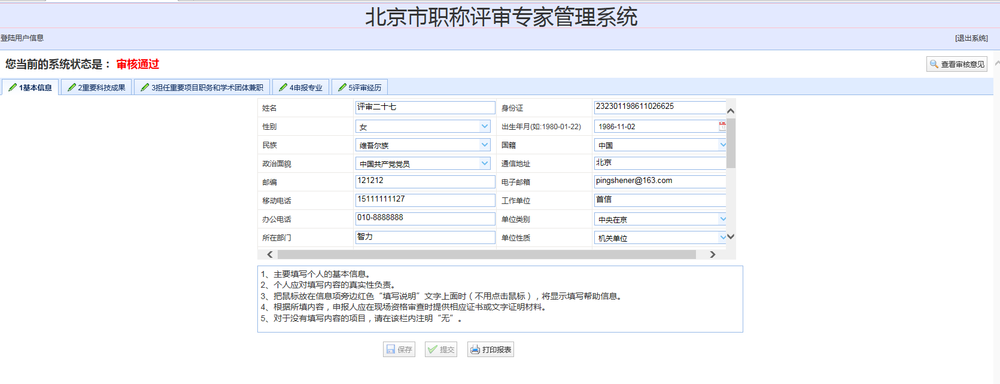 北京市职称评审专家管理系统
登陆用户信息 [退出系统]
您当前的系统状态是： 审核通过 查看审核意见
1基本信息 2重要科技成果 3担任重要项目职务和学术团体兼职 4申报专业 5评审经历
姓名 评审二十七 身份证 232301198611026625
性别 女 出生年月(如:1980-01-22) 1986-11-02
民族 维吾尔族 国籍 中国
政治面貌 中国共产党党员 通信地址 北京
邮编 121212 电子邮箱 pingshener@163.com
移动电话 15111111127 工作单位 首信
办公电话 010-8888888 单位类别 中央在京
所在部门 智力 单位性质 机关单位
1、主要填写个人的基本信息。
2、个人应对填写内容的真实性负责。
3、把鼠标放在信息项旁边红色“填写说明”文字上面时（不用点击鼠标），将显示填写帮助信息。
4、根据所填内容，申报人应在现场资格审查时提供相应证书或文字证明材料。
5、对于没有填写内容的项目，请在该栏内注明“无”。
保存 提交 打印报表